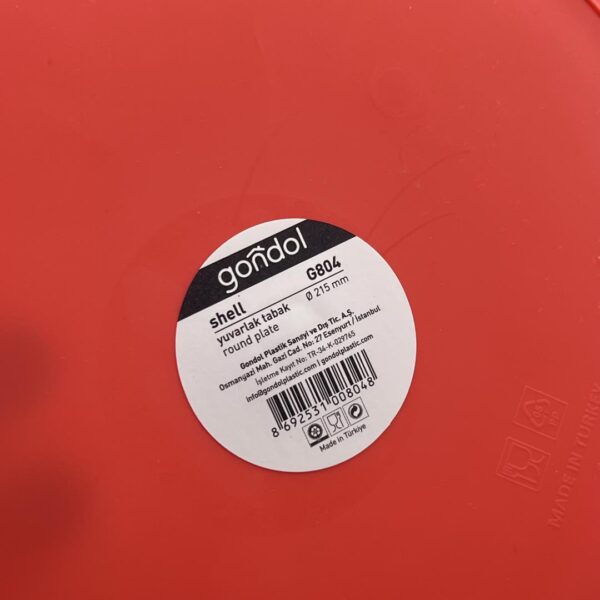 gondol
shell G804
yuvarlak tabak Ø 215 mm
round plate
Gondol Plastik Sanayi ve Dış Tic. A.Ş.
Osmangazi Mah. Gazi Cad. No: 27 Esenyurt / İstanbul
İşletme Kayıt No: TR-34-K-029765
info@gondolplastic.com | gondolplastic.com
8 692531 008048
Made in Türkiye
MADE IN TURKEY